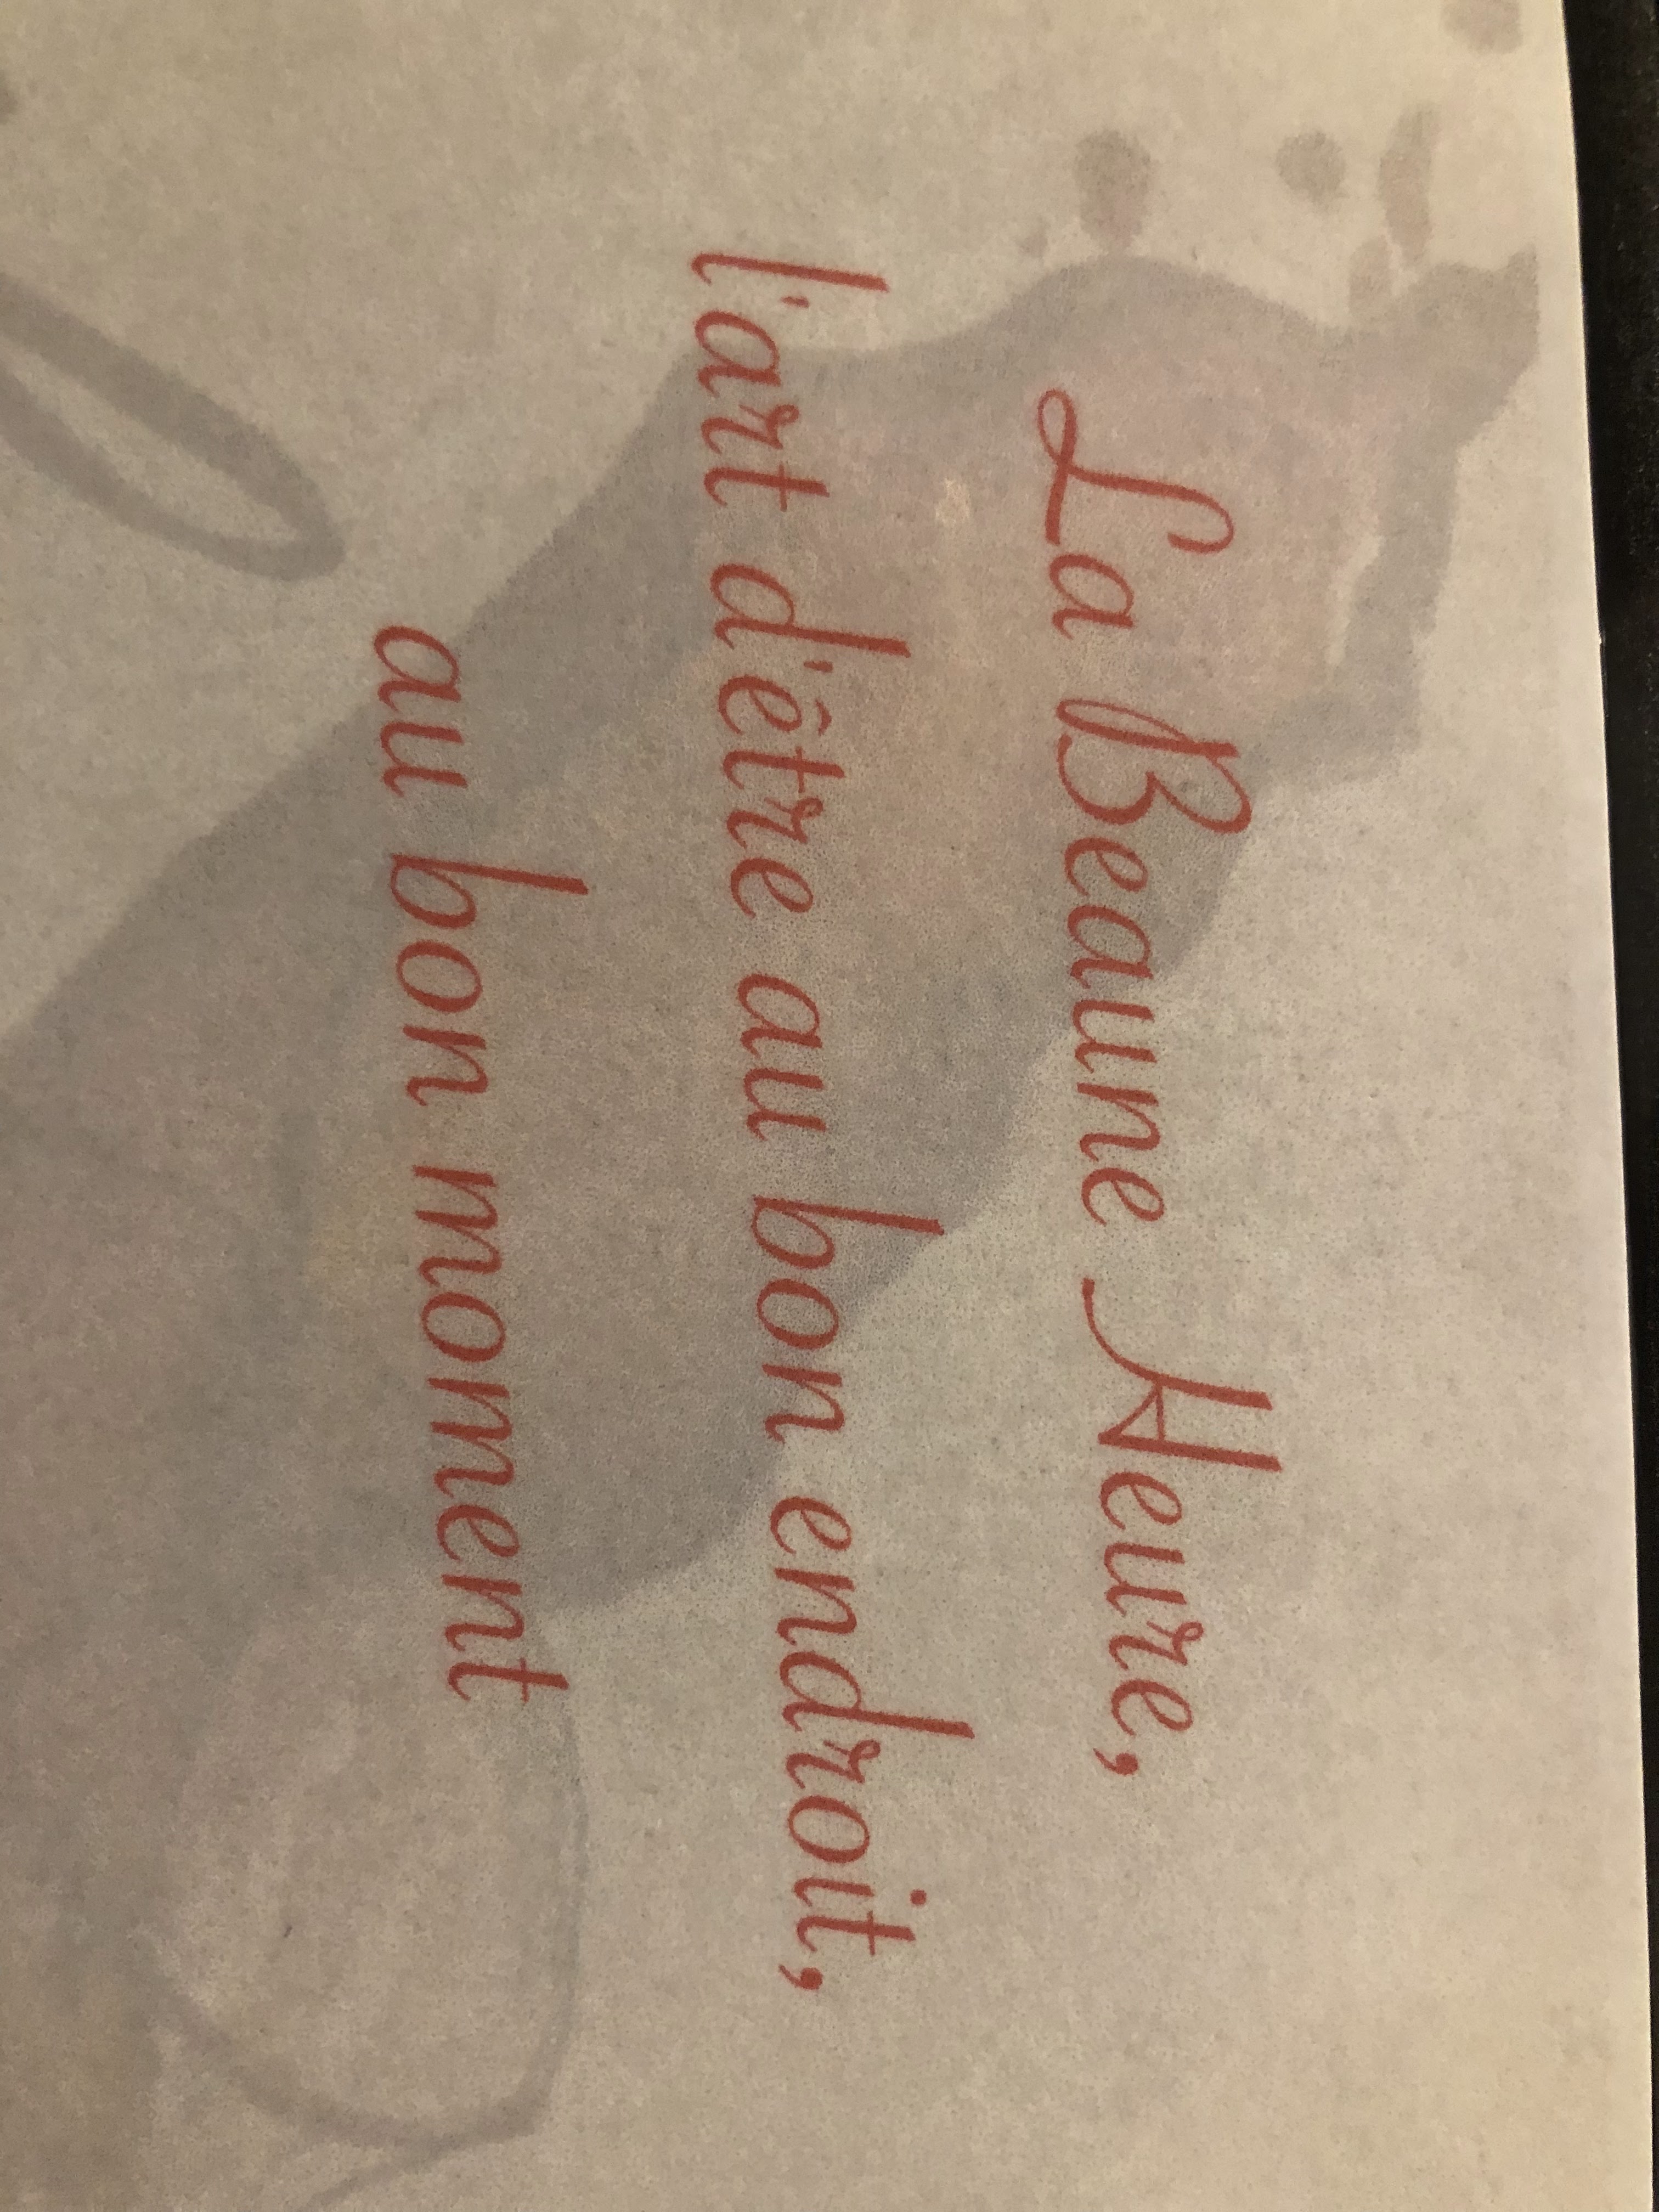 La Beaune Heure,
l'art d'être au bon endroit,
au bon moment